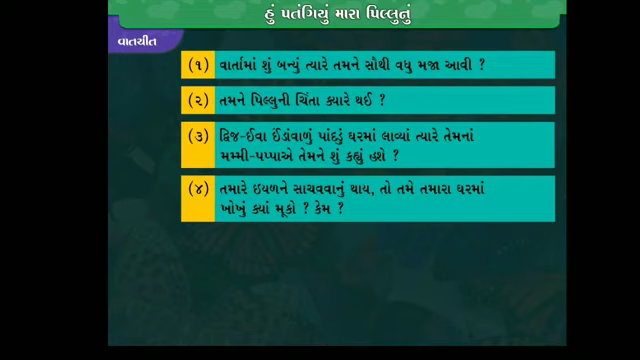 હું પતંગિયું મારા પિલ્લુનું
વાતચીત
(૧) વાર્તામાં શું બન્યું ત્યારે તમને સૌથી વધુ મજા આવી ?
(૨) તમને પિલ્લુની ચિંતા ક્યારે થઈ ?
(૩) દ્વિજ-ઈવા ઈંડાંવાળું પાંદડું ઘરમાં લાવ્યાં ત્યારે તેમનાં
મમ્મી-પપ્પાએ તેમને શું કહ્યું હશે ?
(૪) તમારે ઇયળને સાચવવાનું થાય, તો તમે તમારા ઘરમાં
ખોખું ક્યાં મૂકો ? કેમ ?